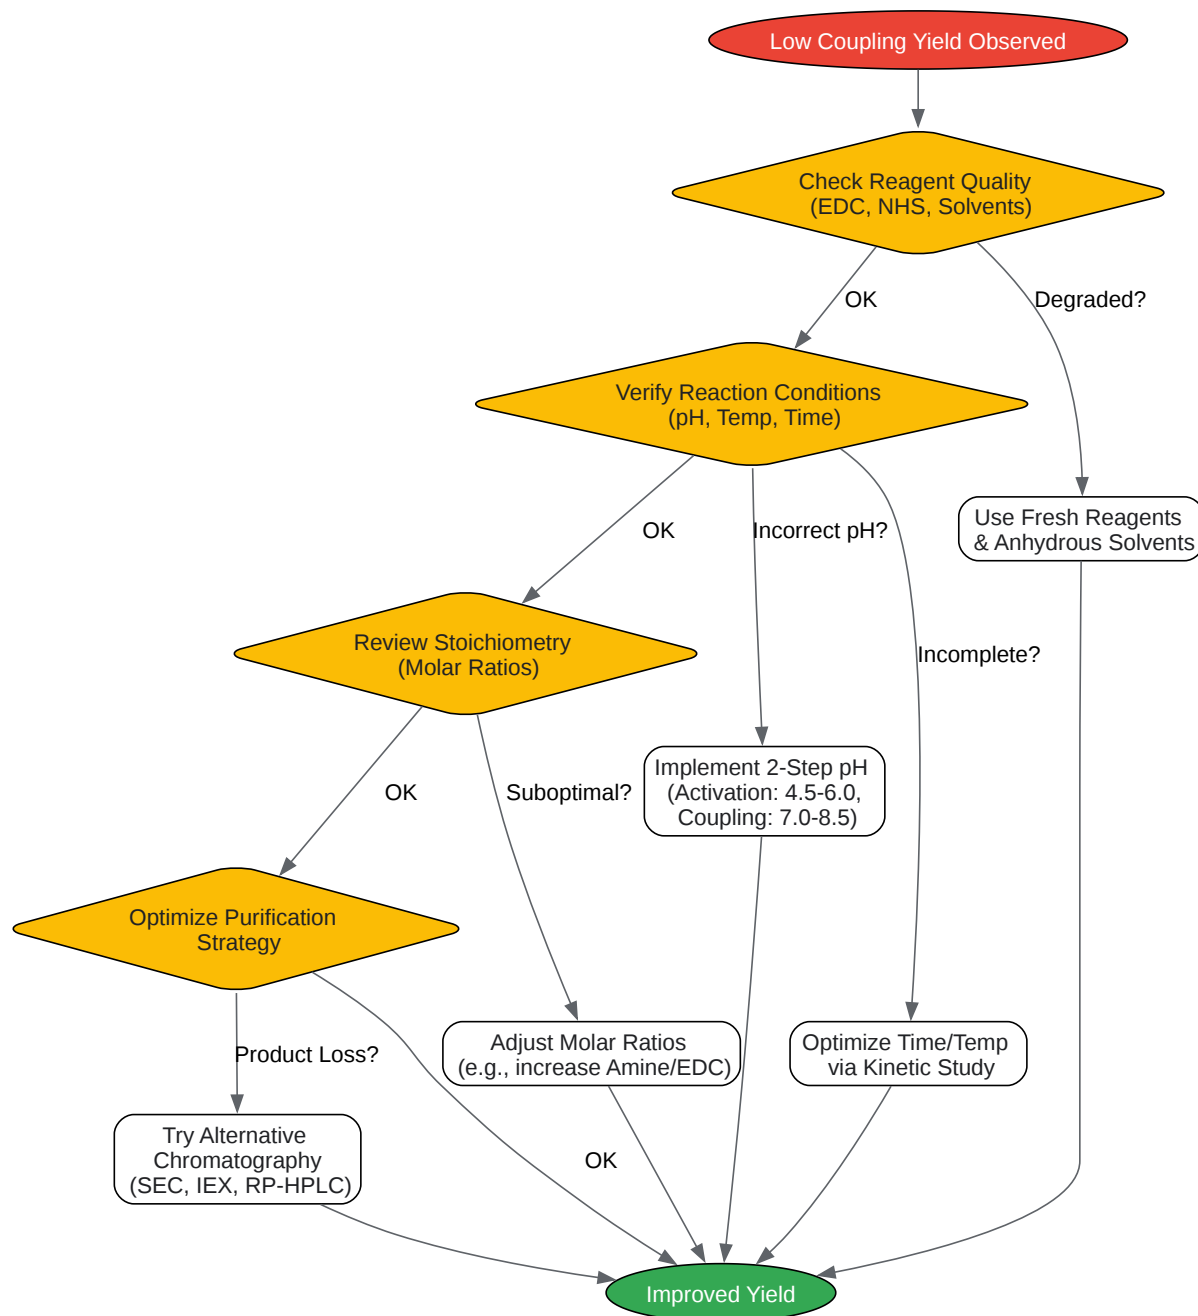 Low Coupling Yield Observed
Check Reagent Quality
(EDC, NHS, Solvents)
OK
Degraded?
Verify Reaction Conditions
(pH, Temp, Time)
Use Fresh Reagents
& Anhydrous Solvents
OK
Incorrect pH?
Incomplete?
Review Stoichiometry
(Molar Ratios)
Implement 2-Step pH
(Activation: 4.5-6.0,
Coupling: 7.0-8.5)
OK
Suboptimal?
Optimize Purification
Strategy
Adjust Molar Ratios
(e.g., increase Amine/EDC)
Optimize Time/Temp
via Kinetic Study
Product Loss?
Try Alternative
Chromatography
(SEC, IEX, RP-HPLC)
OK
Improved Yield